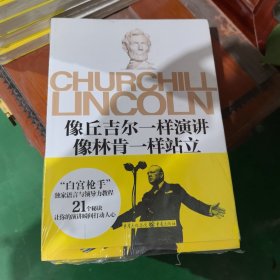 CHURCHILL
LINCOLN
像丘吉尔一样演讲
像林肯一样站立
“白宫枪手”
独家语言与领导力教程
21个秘诀
让你的演讲瞬间打动人心